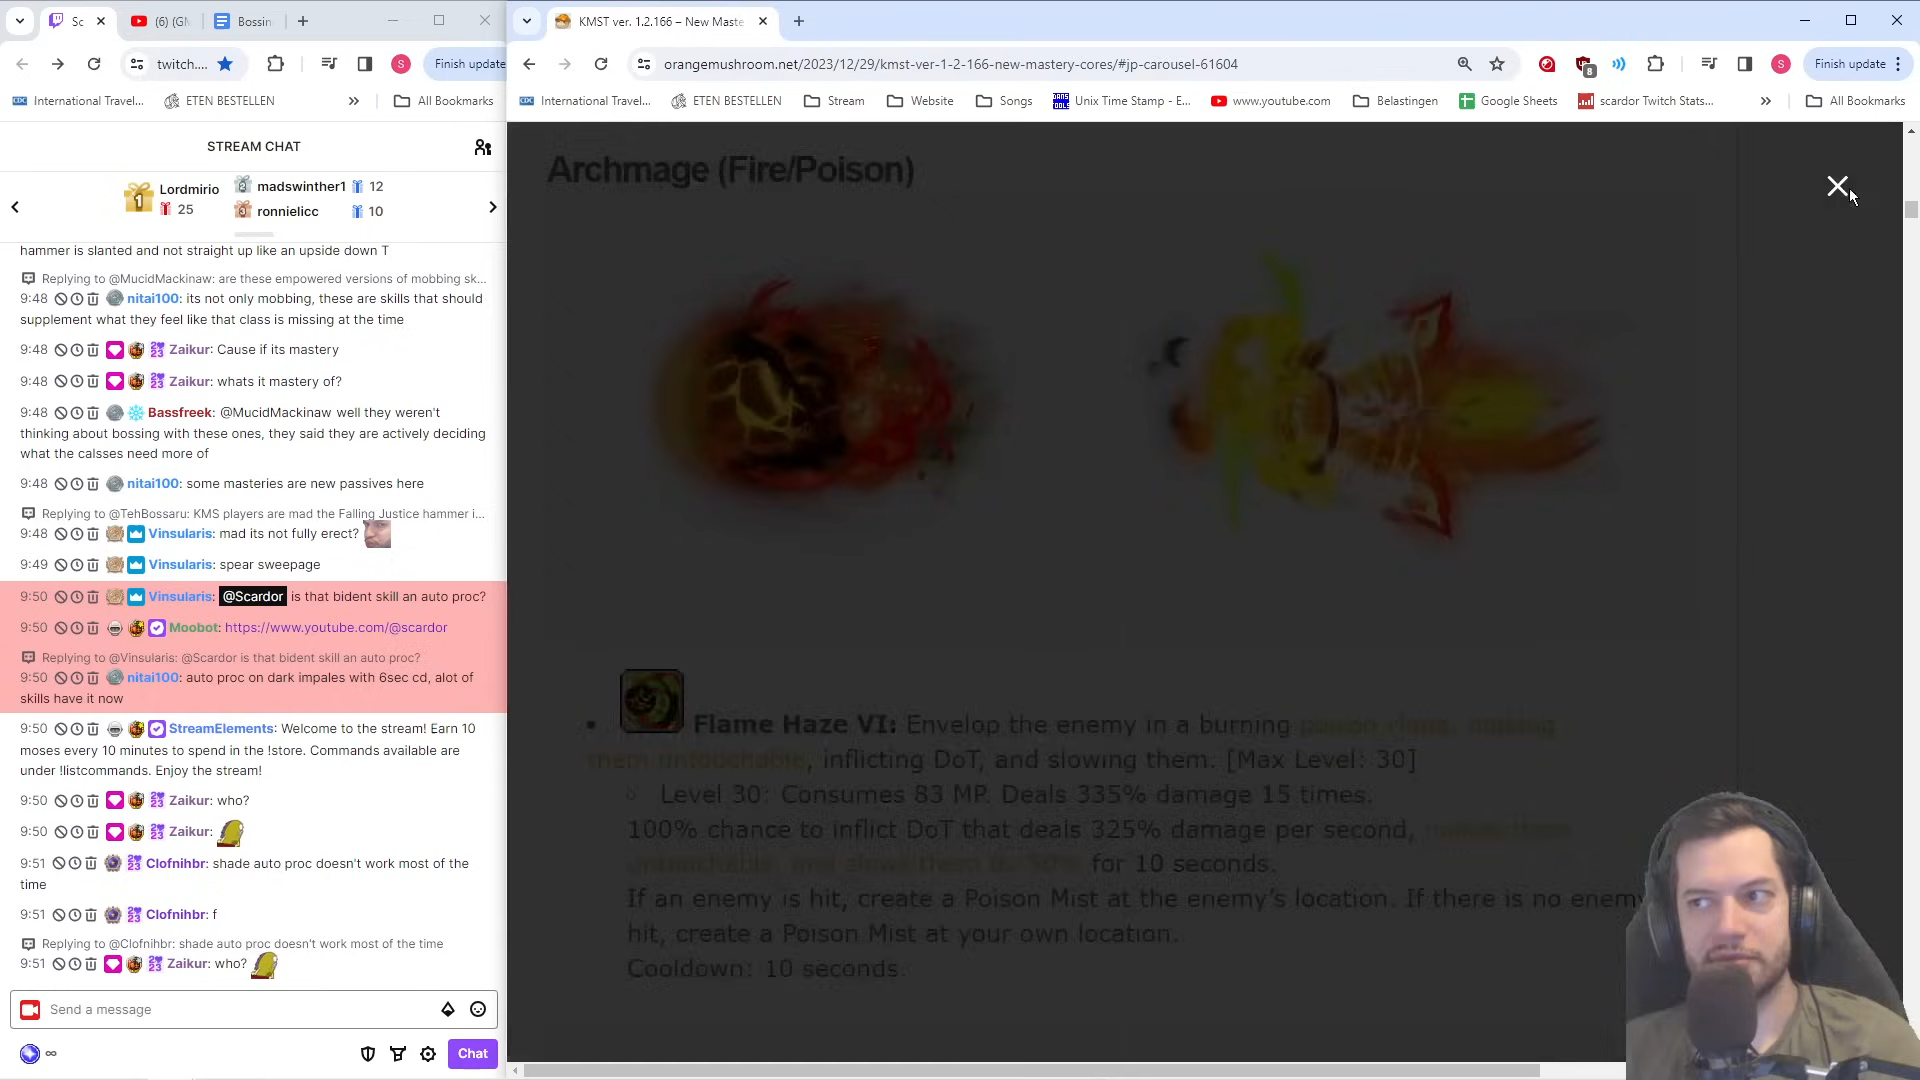 Sc
(6) (GM
Bossin
KMST ver. 1.2.166 – New Maste
twitch....
S
Finish update
orangemushroom.net/2023/12/29/kmst-ver-1-2-166-new-mastery-cores/#jp-carousel-61604
8
S
Finish update
CDC International Travel...
ETEN BESTELLEN
»
All Bookmarks
CDC International Travel...
ETEN BESTELLEN
Stream
Website
Songs
Unix Time Stamp - E...
www.youtube.com
Belastingen
Google Sheets
scardor Twitch Stats...
»
All Bookmarks
STREAM CHAT
1 Lordmirio 25
2 madswinther1 12
3 ronnielicc 10
hammer is slanted and not straight up like an upside down T
Replying to @MucidMackinaw: are these empowered versions of mobbing sk...
9:48 nitai100: its not only mobbing, these are skills that should
supplement what they feel like that class is missing at the time
9:48 Zaikur: Cause if its mastery
9:48 Zaikur: whats it mastery of?
9:48 Bassfreek: @MucidMackinaw well they weren't
thinking about bossing with these ones, they said they are actively deciding
what the calsses need more of
9:48 nitai100: some masteries are new passives here
Replying to @TehBossaru: KMS players are mad the Falling Justice hammer i...
9:48 Vinsularis: mad its not fully erect?
9:49 Vinsularis: spear sweepage
9:50 Vinsularis: @Scardor is that bident skill an auto proc?
9:50 Moobot: https://www.youtube.com/@scardor
Replying to @Vinsularis: @Scardor is that bident skill an auto proc?
9:50 nitai100: auto proc on dark impales with 6sec cd, alot of
skills have it now
9:50 StreamElements: Welcome to the stream! Earn 10
moses every 10 minutes to spend in the !store. Commands available are
under !listcommands. Enjoy the stream!
9:50 Zaikur: who?
9:50 Zaikur:
9:51 Clofnihbr: shade auto proc doesn't work most of the
time
9:51 Clofnihbr: f
Replying to @Clofnihbr: shade auto proc doesn't work most of the time
9:51 Zaikur: who?
Send a message
∞
Chat
Archmage (Fire/Poison)
• Flame Haze VI: Envelop the enemy in a burning poison
them untouchable, inflicting DoT, and slowing them. [Max Level: 30]
○ Level 30: Consumes 83 MP. Deals 335% damage 15 times.
100% chance to inflict DoT that deals 325% damage per second,
untouchable, and slows them by 50% for 10 seconds.
If an enemy is hit, create a Poison Mist at the enemy's location. If there is no enemy
hit, create a Poison Mist at your own location.
Cooldown: 10 seconds.